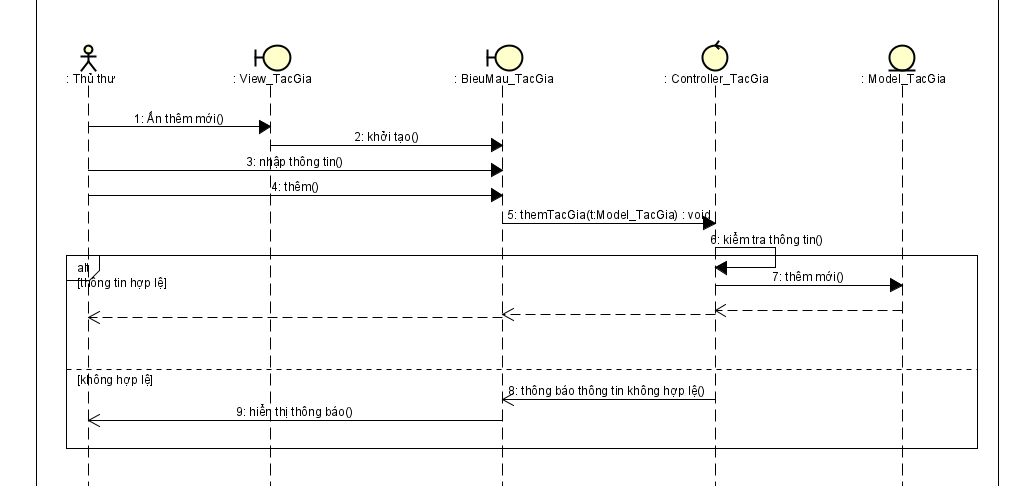 : Thủ thư
: View_TacGia
: BieuMau_TacGia
: Controller_TacGia
: Model_TacGia
1: Ấn thêm mới()
2: khởi tạo()
3: nhập thông tin()
4: thêm()
5: themTacGia(t:Model_TacGia) : void
6: kiểm tra thông tin()
alt
[thông tin hợp lệ]
7: thêm mới()
[không hợp lệ]
8: thông báo thông tin không hợp lệ()
9: hiển thị thông báo()